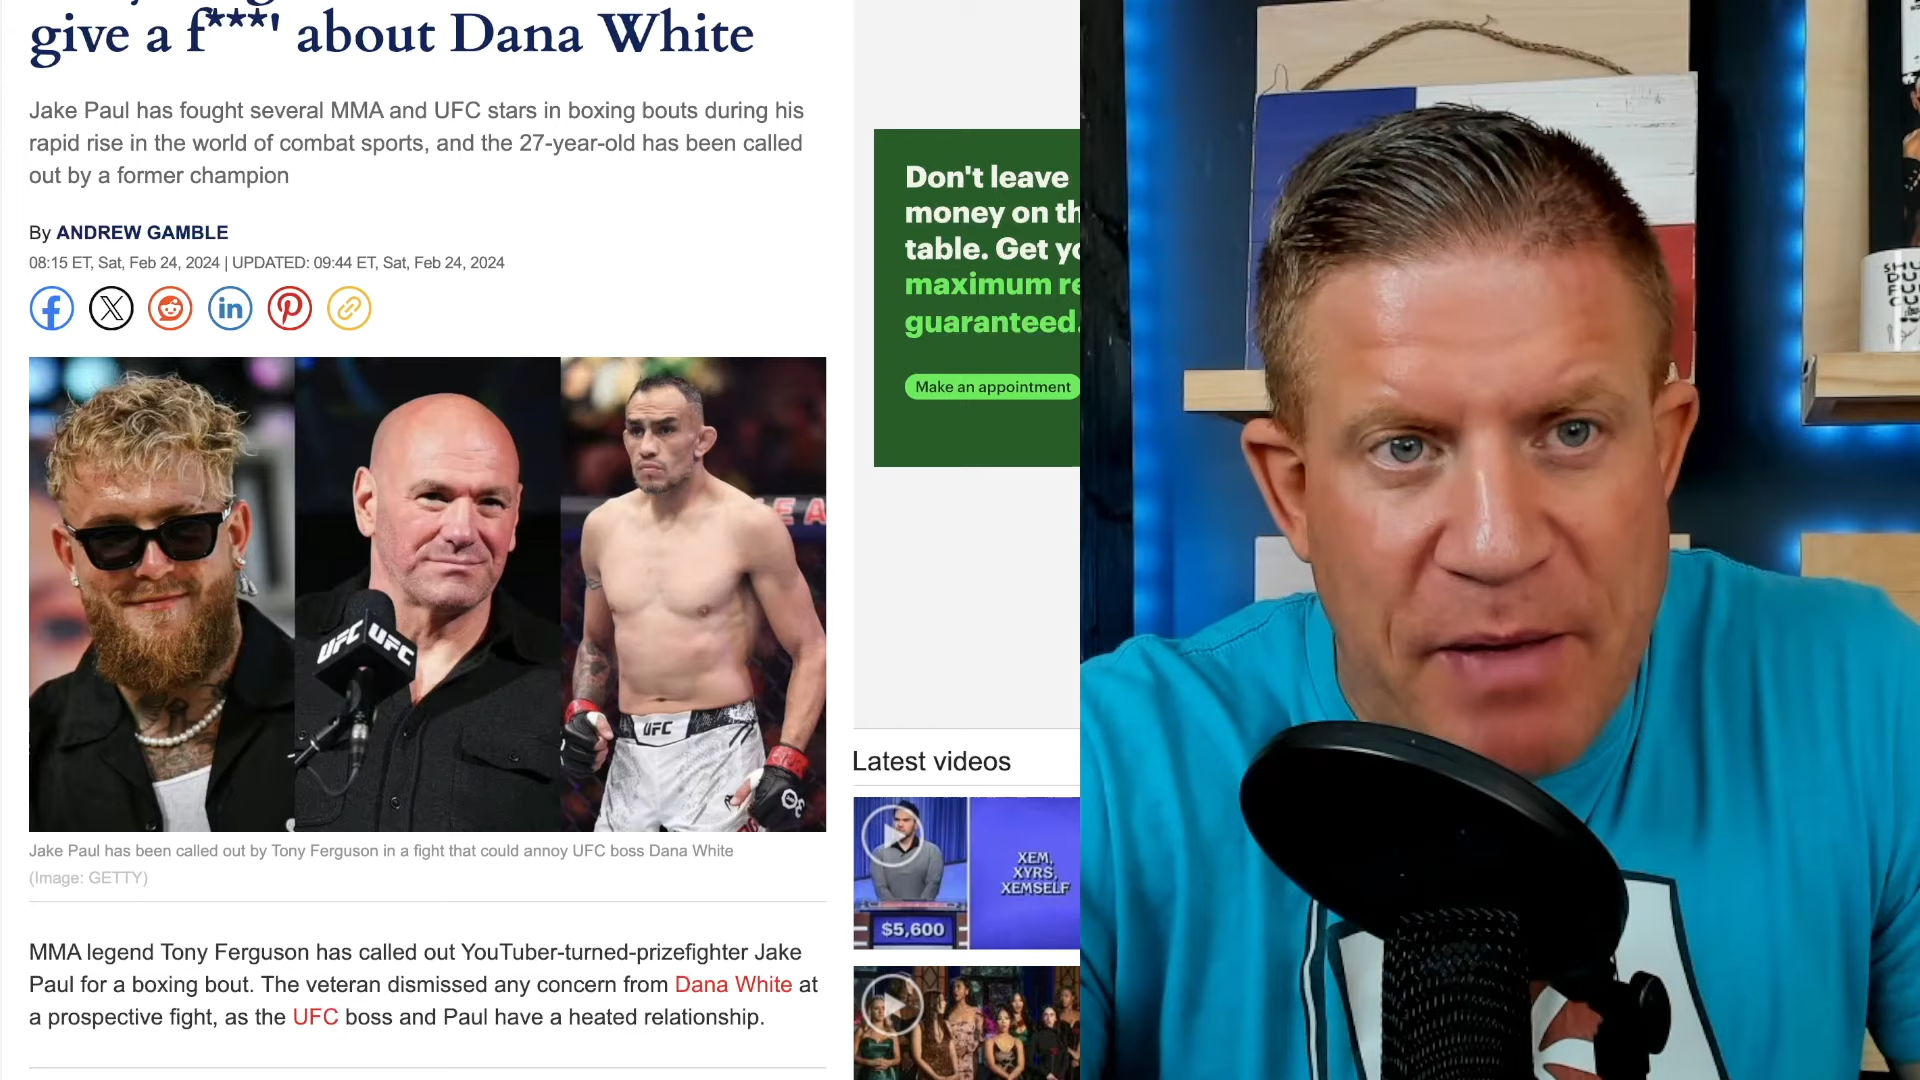 give a f***' about Dana White
Jake Paul has fought several MMA and UFC stars in boxing bouts during his
rapid rise in the world of combat sports, and the 27-year-old has been called
out by a former champion
By ANDREW GAMBLE
08:15 ET, Sat, Feb 24, 2024 | UPDATED: 09:44 ET, Sat, Feb 24, 2024
UFC UFC
UFC
Jake Paul has been called out by Tony Ferguson in a fight that could annoy UFC boss Dana White
(Image: GETTY)
MMA legend Tony Ferguson has called out YouTuber-turned-prizefighter Jake
Paul for a boxing bout. The veteran dismissed any concern from Dana White at
a prospective fight, as the UFC boss and Paul have a heated relationship.
Don't leave
money on th
table. Get yo
maximum re
guaranteed.
Make an appointment
Latest videos
XEM,
XYRS,
XEMSELF
$5,600